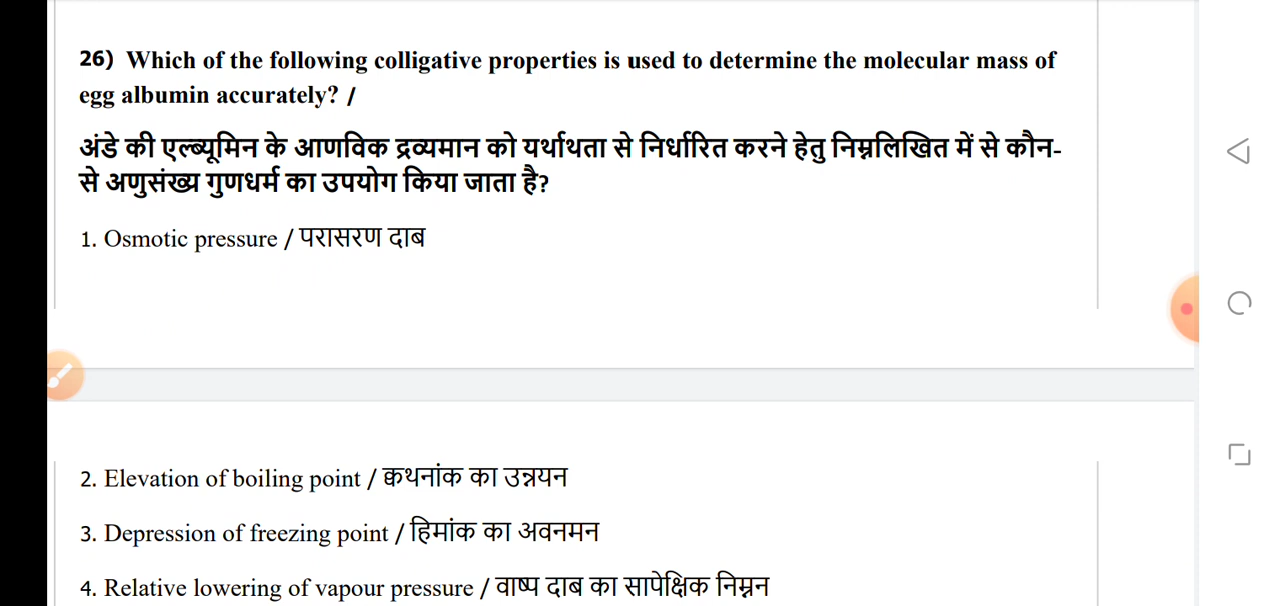 26) Which of the following colligative properties is used to determine the molecular mass of
egg albumin accurately? /
अंडे की एल्ब्यूमिन के आणविक द्रव्यमान को यर्थाथता से निर्धारित करने हेतु निम्नलिखित में से कौन-
से अणुसंख्य गुणधर्म का उपयोग किया जाता है?
1. Osmotic pressure / परासरण दाब
2. Elevation of boiling point / क्वथनांक का उन्नयन
3. Depression of freezing point / हिमांक का अवनमन
4. Relative lowering of vapour pressure / वाष्प दाब का सापेक्षिक निम्नन